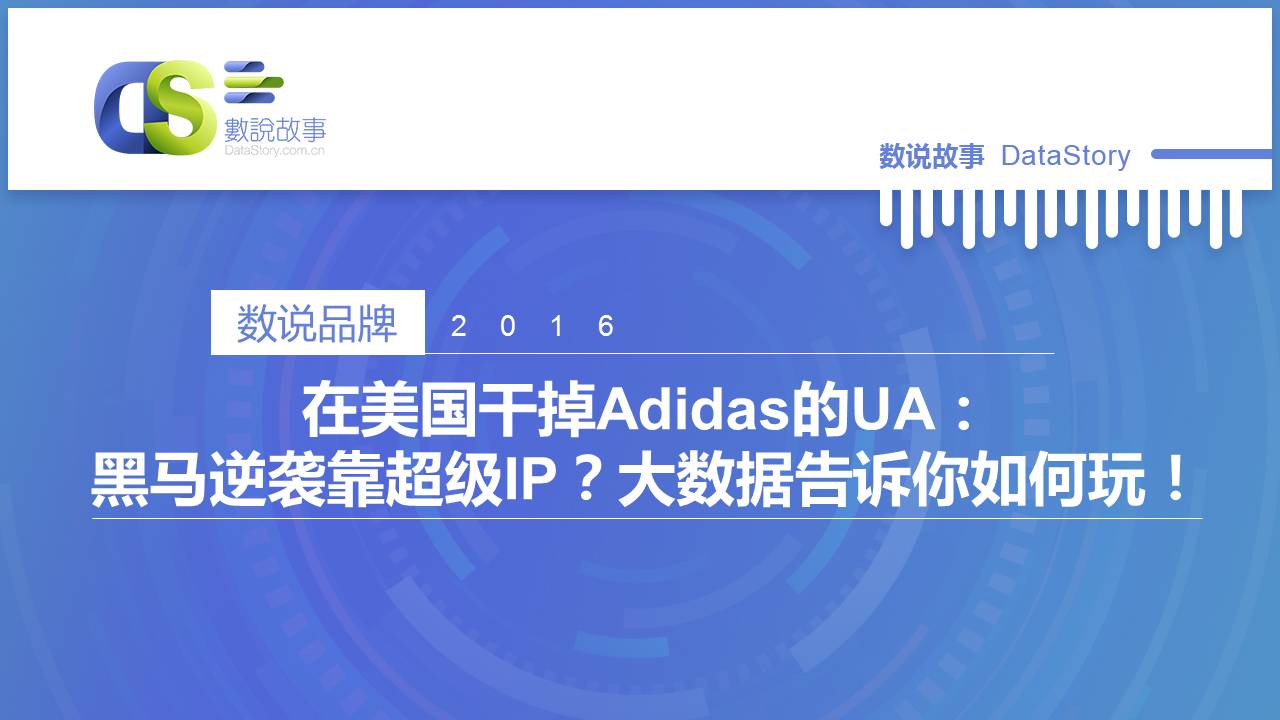 數說故事
DataStory.com.cn
数说故事 DataStory
数说品牌 2016
在美国干掉Adidas的UA：
黑马逆袭靠超级IP？大数据告诉你如何玩！